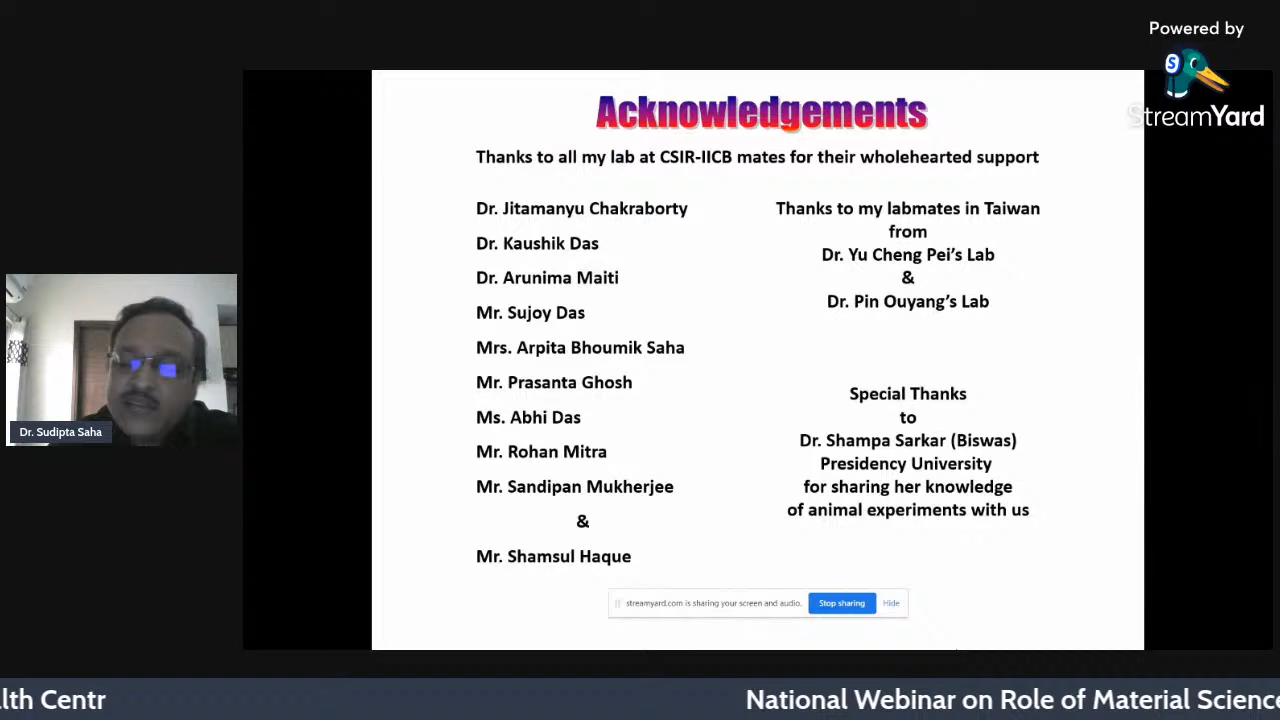 Powered by
StreamYard
Acknowledgements
Thanks to all my lab at CSIR-IICB mates for their wholehearted support
Dr. Jitamanyu Chakraborty
Dr. Kaushik Das
Dr. Arunima Maiti
Mr. Sujoy Das
Mrs. Arpita Bhoumik Saha
Mr. Prasanta Ghosh
Ms. Abhi Das
Mr. Rohan Mitra
Mr. Sandipan Mukherjee
&
Mr. Shamsul Haque
Thanks to my labmates in Taiwan
from
Dr. Yu Cheng Pei's Lab
&
Dr. Pin Ouyang's Lab
Special Thanks
to
Dr. Shampa Sarkar (Biswas)
Presidency University
for sharing her knowledge
of animal experiments with us
streamyard.com is sharing your screen and audio. Stop sharing Hide
Dr. Sudipta Saha
lth Centr National Webinar on Role of Material Science